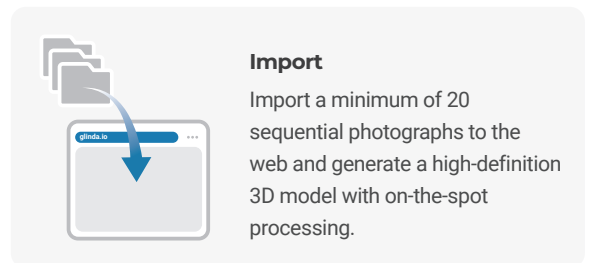 Import
glinda.io
Import a minimum of 20
sequential photographs to the
web and generate a high-definition
3D model with on-the-spot
processing.